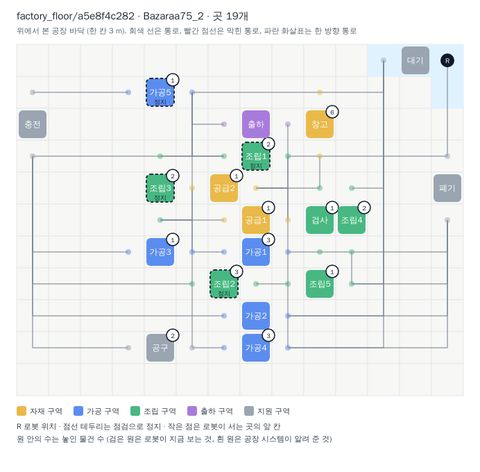 factory_floor/a5e8f4c282 · Bazaraa75_2 · 곳 19개
위에서 본 공장 바닥 (한 칸 3 m). 회색 선은 통로, 빨간 점선은 막힌 통로, 파란 화살표는 한 방향 통로
대기
R
가공5
1
정지
충전
출하
창고
6
조립1
2
정지
조립3
2
정지
공급2
1
폐기
공급1
1
검사
1
조립4
2
가공3
1
가공1
3
조립2
3
정지
조립5
1
가공2
공구
2
가공4
3
자재 구역
가공 구역
조립 구역
출하 구역
지원 구역
R 로봇 위치 · 점선 테두리는 점검으로 정지 · 작은 점은 로봇이 서는 곳의 앞 칸
원 안의 수는 놓인 물건 수 (검은 원은 로봇이 지금 보는 것, 흰 원은 공장 시스템이 알려 준 것)